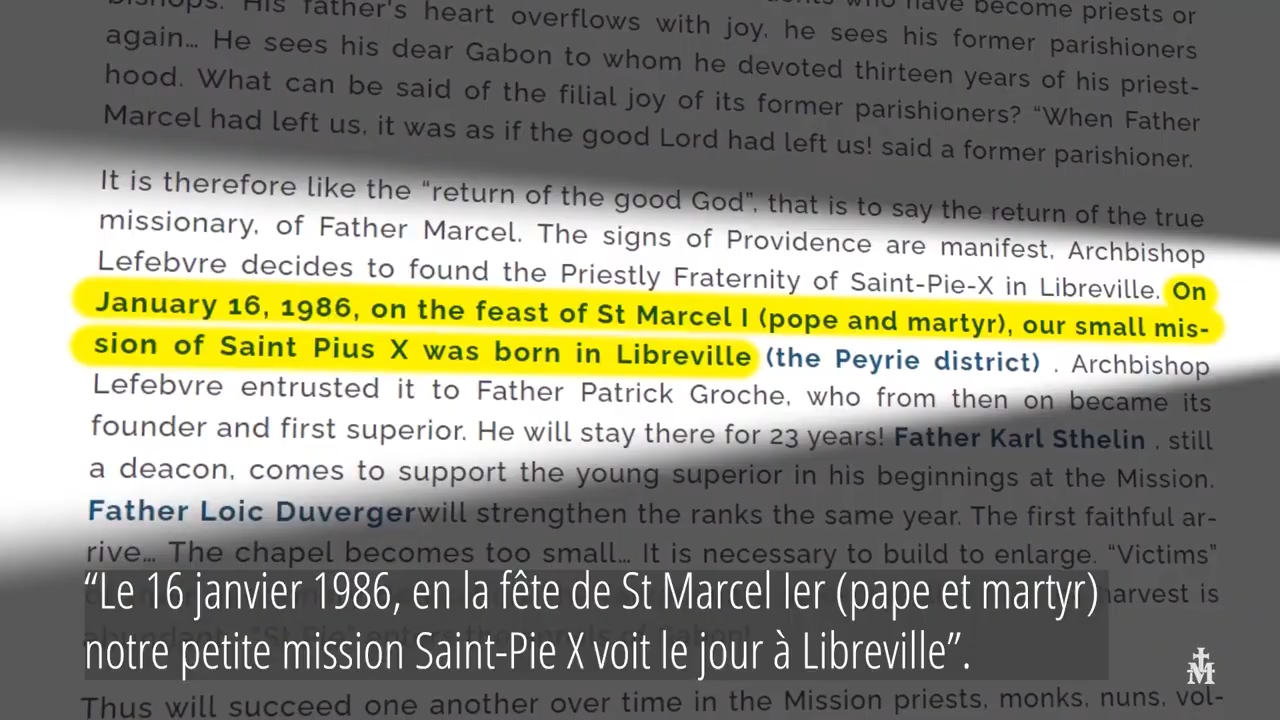 bishops. His father's heart overflows with joy, he sees his former parishioners
who have become priests or
again... He sees his dear Gabon to whom he devoted thirteen years of his priest-
hood. What can be said of the filial joy of its former parishioners? “When Father
Marcel had left us, it was as if the good Lord had left us! said a former parishioner.
It is therefore like the “return of the good God”, that is to say the return of the true
missionary, of Father Marcel. The signs of Providence are manifest, Archbishop
Lefebvre decides to found the Priestly Fraternity of Saint-Pie-X in Libreville. On
January 16, 1986, on the feast of St Marcel I (pope and martyr), our small mis-
sion of Saint Pius X was born in Libreville (the Peyrie district) . Archbishop
Lefebvre entrusted it to Father Patrick Groche, who from then on became its
founder and first superior. He will stay there for 23 years! Father Karl Sthelin . still
a deacon, comes to support the young superior in his beginnings at the Mission.
Father Loic Duvergerwill strengthen the ranks the same year. The first faithful ar-
rive... The chapel becomes too small... It is necessary to build to enlarge. “Victims”
harvest is
“Le 16 janvier 1986, en la fête de St Marcel Ier (pape et martyr)
notre petite mission Saint-Pie X voit le jour à Libreville”.
Thus will succeed one another over time in the Mission priests, monks, nuns, vol-